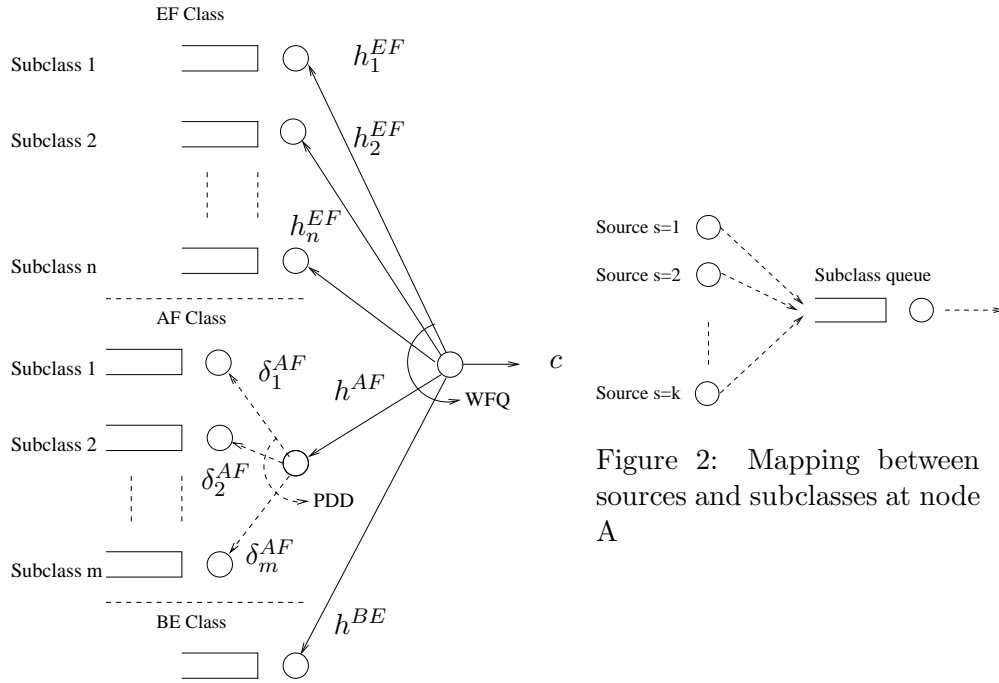 EF Class
Subclass 1
h_1^{EF}
Subclass 2
h_2^{EF}
h_n^{EF}
Subclass n
AF Class
Subclass 1
δ_1^{AF}
h^{AF}
c
WFQ
Subclass 2
δ_2^{AF}
PDD
δ_m^{AF}
Subclass m
BE Class
h^{BE}
Source s=1
Source s=2
Subclass queue
Source s=k
Figure 2: Mapping between
sources and subclasses at node
A